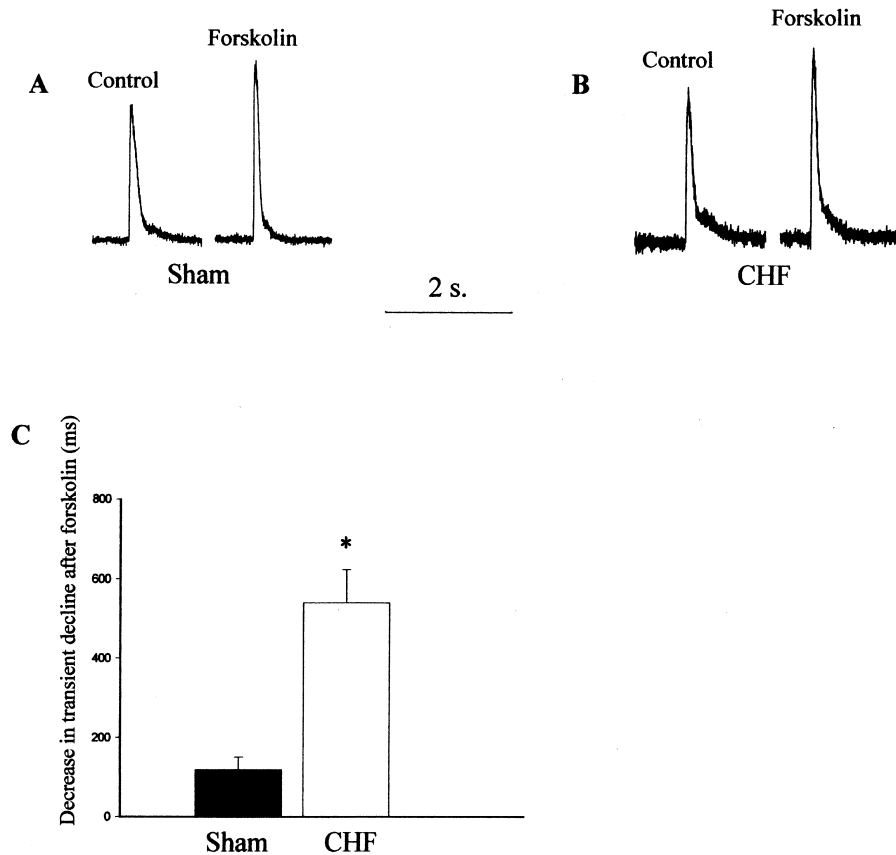 A
Control
Forskolin
Sham
B
Control
Forskolin
CHF
2 s.
C
Decrease in transient decline after forskolin (ms)
800
600
400
200
0
*
Sham
CHF